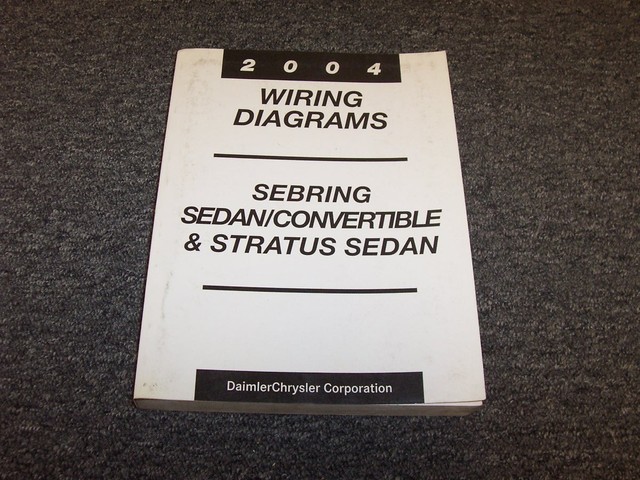 2004
WIRING
DIAGRAMS
SEBRING
SEDAN/CONVERTIBLE
& STRATUS SEDAN
DaimlerChrysler Corporation